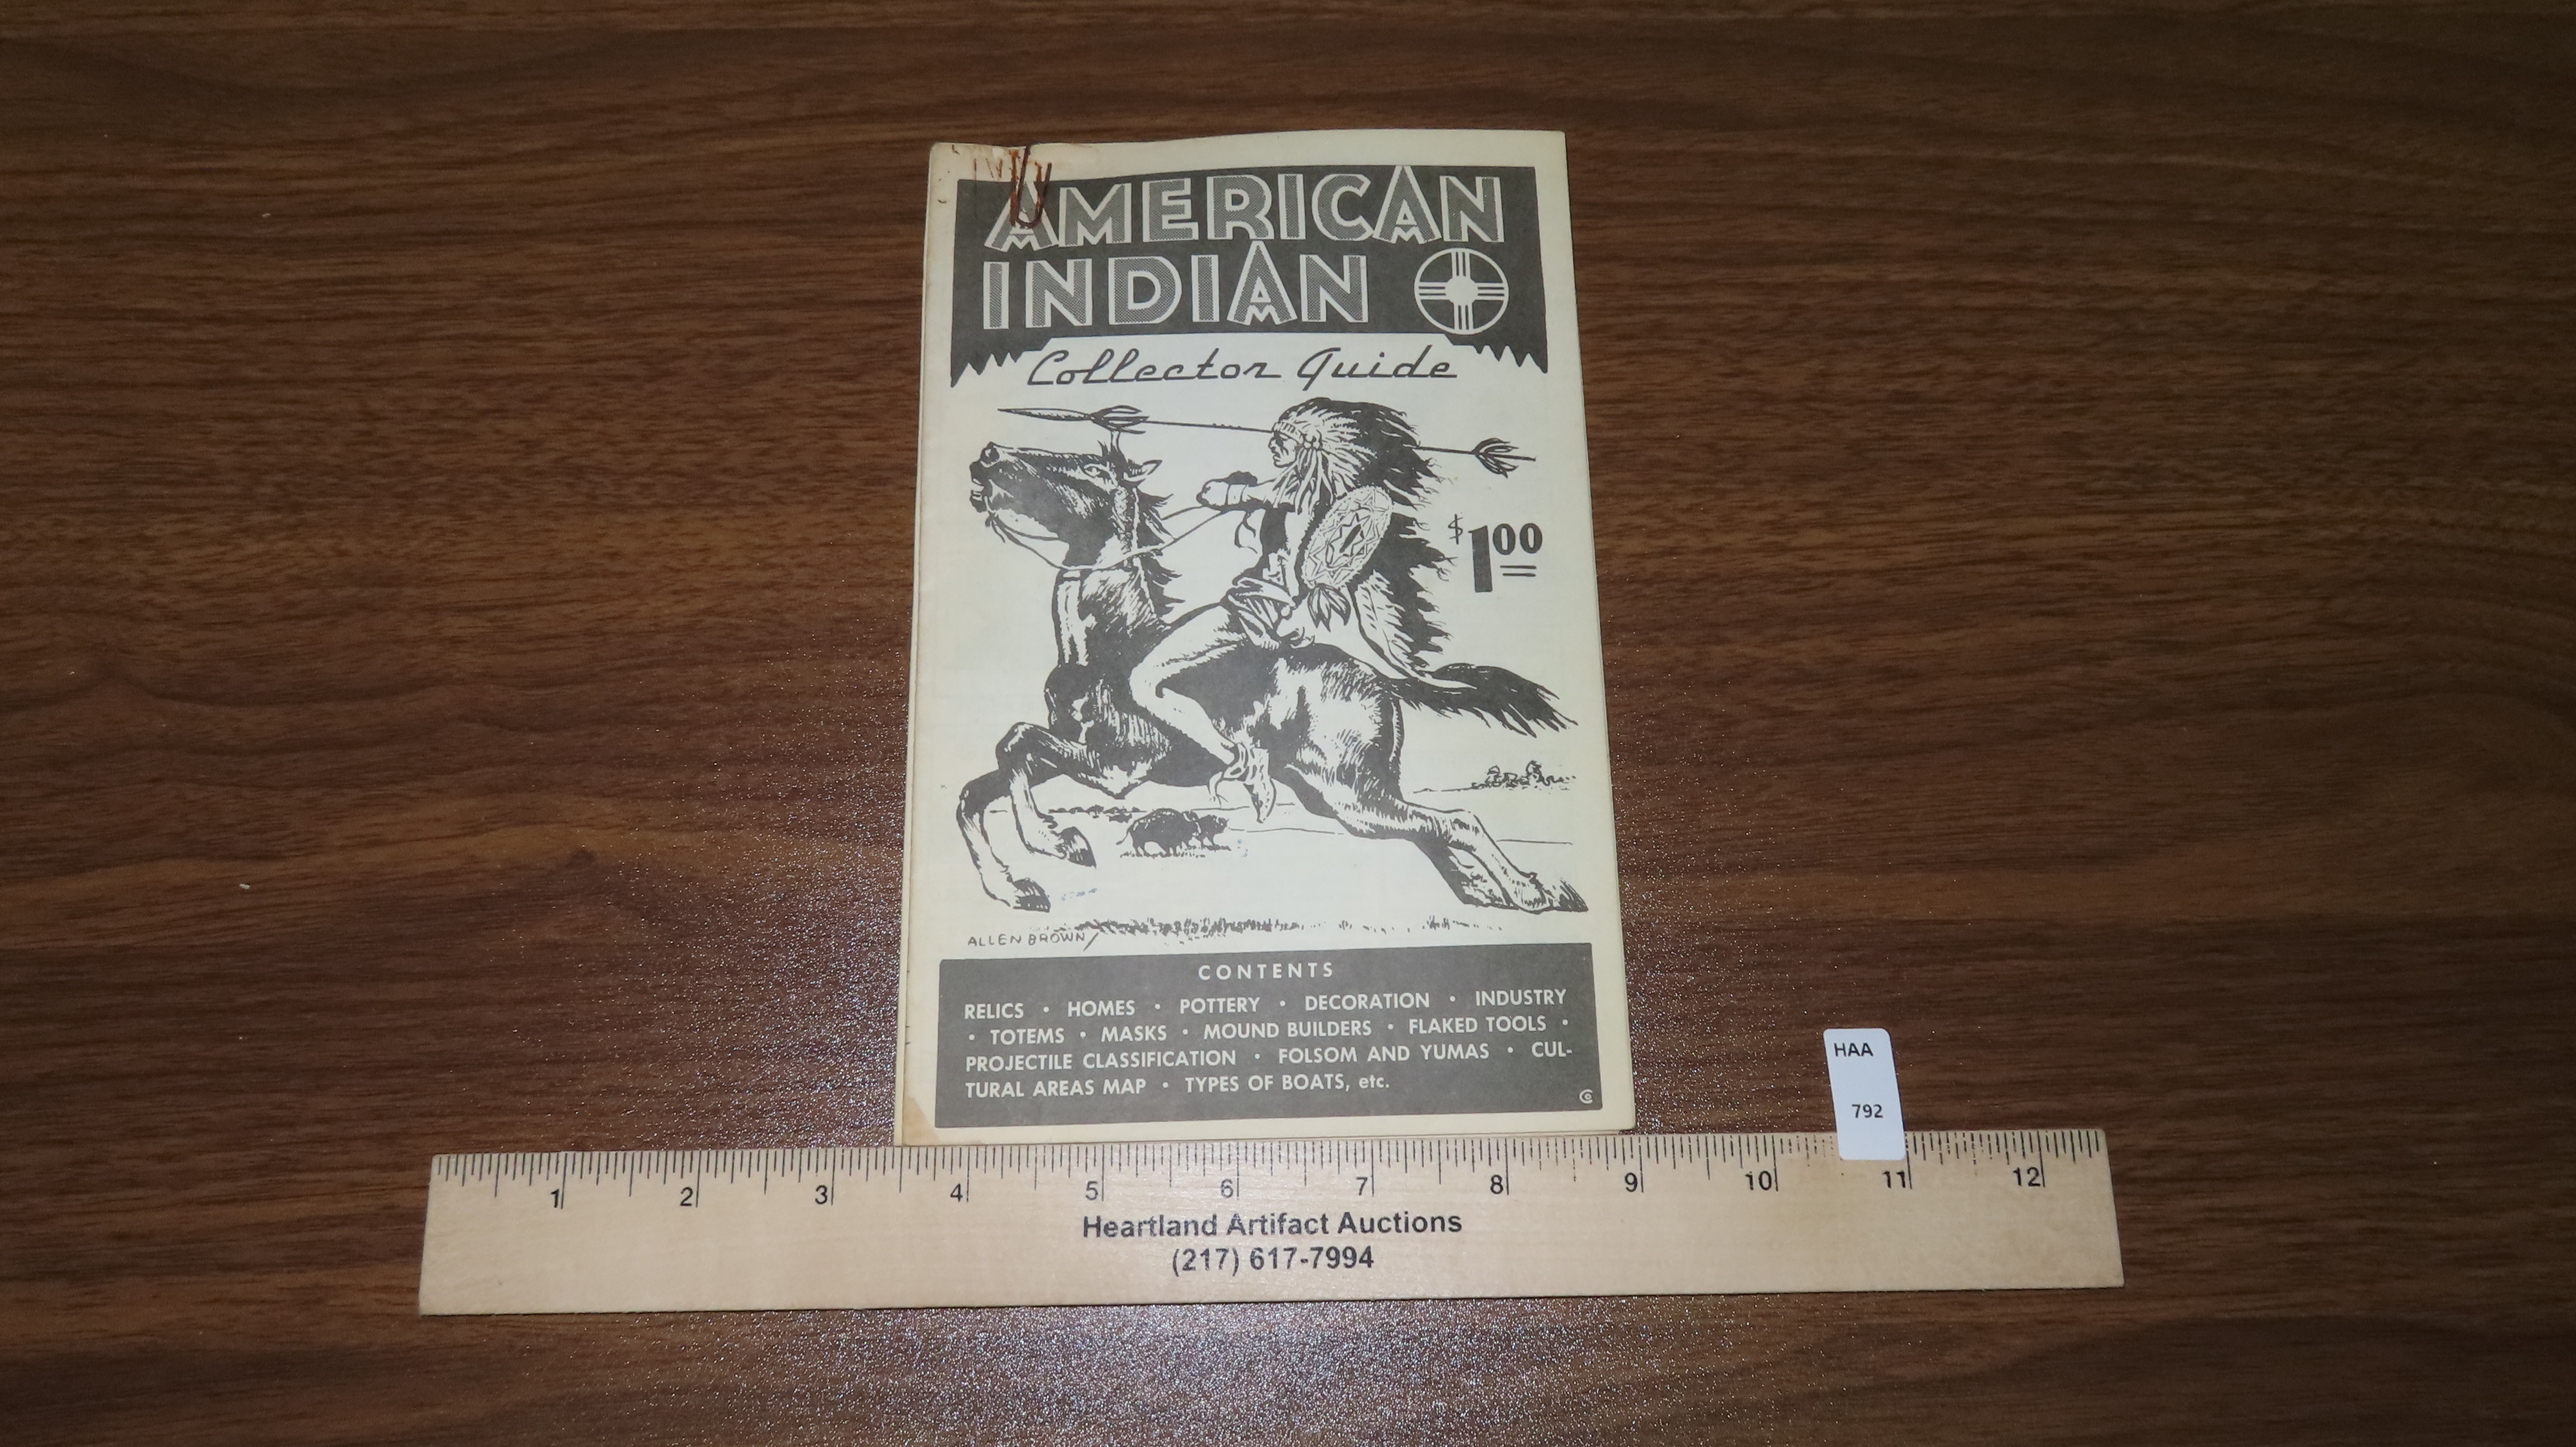 AMERICAN
INDIAN
Collector Guide
$1.00
ALLEN BROWN
CONTENTS
RELICS • HOMES • POTTERY • DECORATION • INDUSTRY
• TOTEMS • MASKS • MOUND BUILDERS • FLAKED TOOLS •
PROJECTILE CLASSIFICATION • FOLSOM AND YUMAS • CUL-
TURAL AREAS MAP • TYPES OF BOATS, etc.
HAA
792
1 2 3 4 5 6 7 8 9 10 11 12
Heartland Artifact Auctions
(217) 617-7994